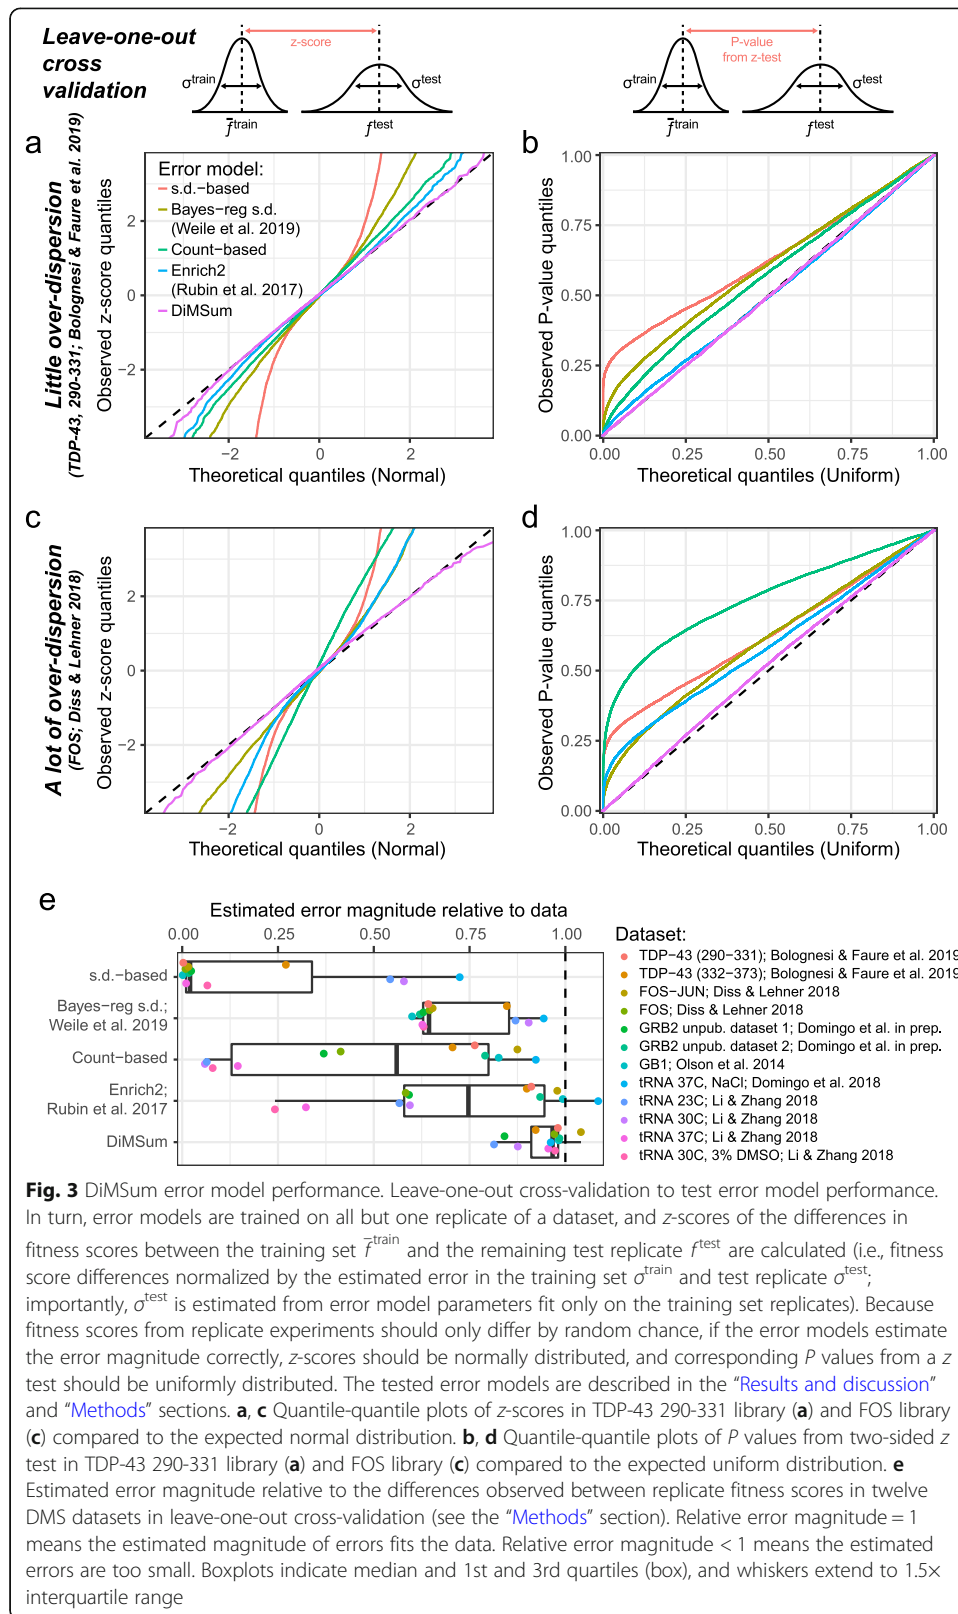 Leave-one-out
cross
validation
z-score
σtrain
σtest
f̄train
ftest
P-value
from z-test
σtrain
σtest
f̄train
ftest
a
Little over-dispersion
(TDP-43, 290-331; Bolognesi & Faure et al. 2019)
Observed z-score quantiles
2
0
−2
Error model:
s.d.−based
Bayes−reg s.d.
(Weile et al. 2019)
Count−based
Enrich2
(Rubin et al. 2017)
DiMSum
−2
0
2
Theoretical quantiles (Normal)
b
Observed P-value quantiles
1.00
0.75
0.50
0.25
0.00
0.00
0.25
0.50
0.75
1.00
Theoretical quantiles (Uniform)
c
A lot of over-dispersion
(FOS; Diss & Lehner 2018)
Observed z-score quantiles
2
0
−2
−2
0
2
Theoretical quantiles (Normal)
d
Observed P-value quantiles
1.00
0.75
0.50
0.25
0.00
0.00
0.25
0.50
0.75
1.00
Theoretical quantiles (Uniform)
e
Estimated error magnitude relative to data
0.00
0.25
0.50
0.75
1.00
s.d.−based
Bayes−reg s.d.;
Weile et al. 2019
Count−based
Enrich2;
Rubin et al. 2017
DiMSum
Dataset:
TDP−43 (290−331); Bolognesi & Faure et al. 2019
TDP−43 (332−373); Bolognesi & Faure et al. 2019
FOS−JUN; Diss & Lehner 2018
FOS; Diss & Lehner 2018
GRB2 unpub. dataset 1; Domingo et al. in prep.
GRB2 unpub. dataset 2; Domingo et al. in prep.
GB1; Olson et al. 2014
tRNA 37C, NaCl; Domingo et al. 2018
tRNA 23C; Li & Zhang 2018
tRNA 30C; Li & Zhang 2018
tRNA 37C; Li & Zhang 2018
tRNA 30C, 3% DMSO; Li & Zhang 2018
Fig. 3 DiMSum error model performance. Leave-one-out cross-validation to test error model performance.
In turn, error models are trained on all but one replicate of a dataset, and z-scores of the differences in
fitness scores between the training set f̄train and the remaining test replicate ftest are calculated (i.e., fitness
score differences normalized by the estimated error in the training set σtrain and test replicate σtest;
importantly, σtest is estimated from error model parameters fit only on the training set replicates). Because
fitness scores from replicate experiments should only differ by random chance, if the error models estimate
the error magnitude correctly, z-scores should be normally distributed, and corresponding P values from a z
test should be uniformly distributed. The tested error models are described in the “Results and discussion”
and “Methods” sections. a, c Quantile-quantile plots of z-scores in TDP-43 290-331 library (a) and FOS library
(c) compared to the expected normal distribution. b, d Quantile-quantile plots of P values from two-sided z
test in TDP-43 290-331 library (a) and FOS library (c) compared to the expected uniform distribution. e
Estimated error magnitude relative to the differences observed between replicate fitness scores in twelve
DMS datasets in leave-one-out cross-validation (see the “Methods” section). Relative error magnitude = 1
means the estimated magnitude of errors fits the data. Relative error magnitude < 1 means the estimated
errors are too small. Boxplots indicate median and 1st and 3rd quartiles (box), and whiskers extend to 1.5×
interquartile range